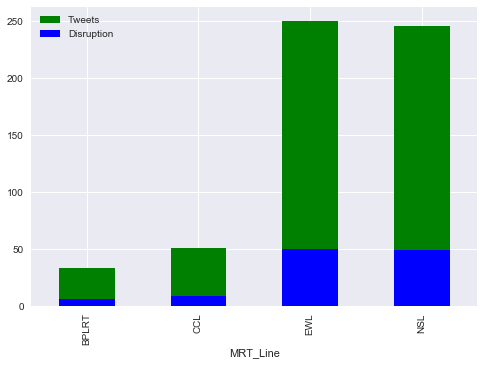 Tweets
Disruption
250
200
150
100
50
0
BPLRT
CCL
EWL
NSL
MRT_Line